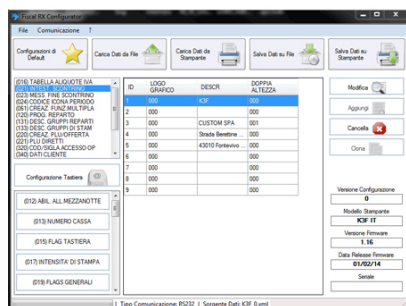 Fiscal RX Configurator
File Comunicazione ?
Configurazioni di Default
Carica Dati da File
Carica Dati da Stampante
Salva Dati su File
Salva Dati su Stampante
(016) TABELLA ALIQUOTE IVA
(021) INTEST. SCONTRINO
(023) MESS. FINE SCONTRINO
(024) CODICE ICONA PERIODO
(061) CREAZ. FUNZ.MULTIPLA
(120) PROG. REPARTO
(131) DESC. GRUPPI REPARTI
(133) DESC. GRUPPI DI STAM
(220) CREAZ. PLU/OFFERTA
(221) PLU DIRETTI
(320) COD/SIGLA ACCESSO OP
(340) DATI CLIENTE
Configurazione Tastiera
(012) ABIL. ALL.MEZZANOTTE
(013) NUMERO CASSA
(015) FLAG TASTIERA
(017) INTENSITA' DI STAMPA
(019) FLAGS GENERALI
ID LOGO GRAFICO DESCR DOPPIA ALTEZZA
1 000 K3F 000
2 000 000
3 000 CUSTOM SPA 001
4 000 Strada Berettine ... 000
5 000 43010 Fontevivo ... 000
6 000 000
7 000 000
8 000 000
9 000 000
Modifica
Aggiungi
Cancella
Clona
Versione Configurazione
0
Modello Stampante
K3F IT
Versione Firmware
1.16
Data Release Firmware
01/02/14
Seriale
Tipo Comunicazione: RS232 | Sorgente Dati: K3F 0.xml